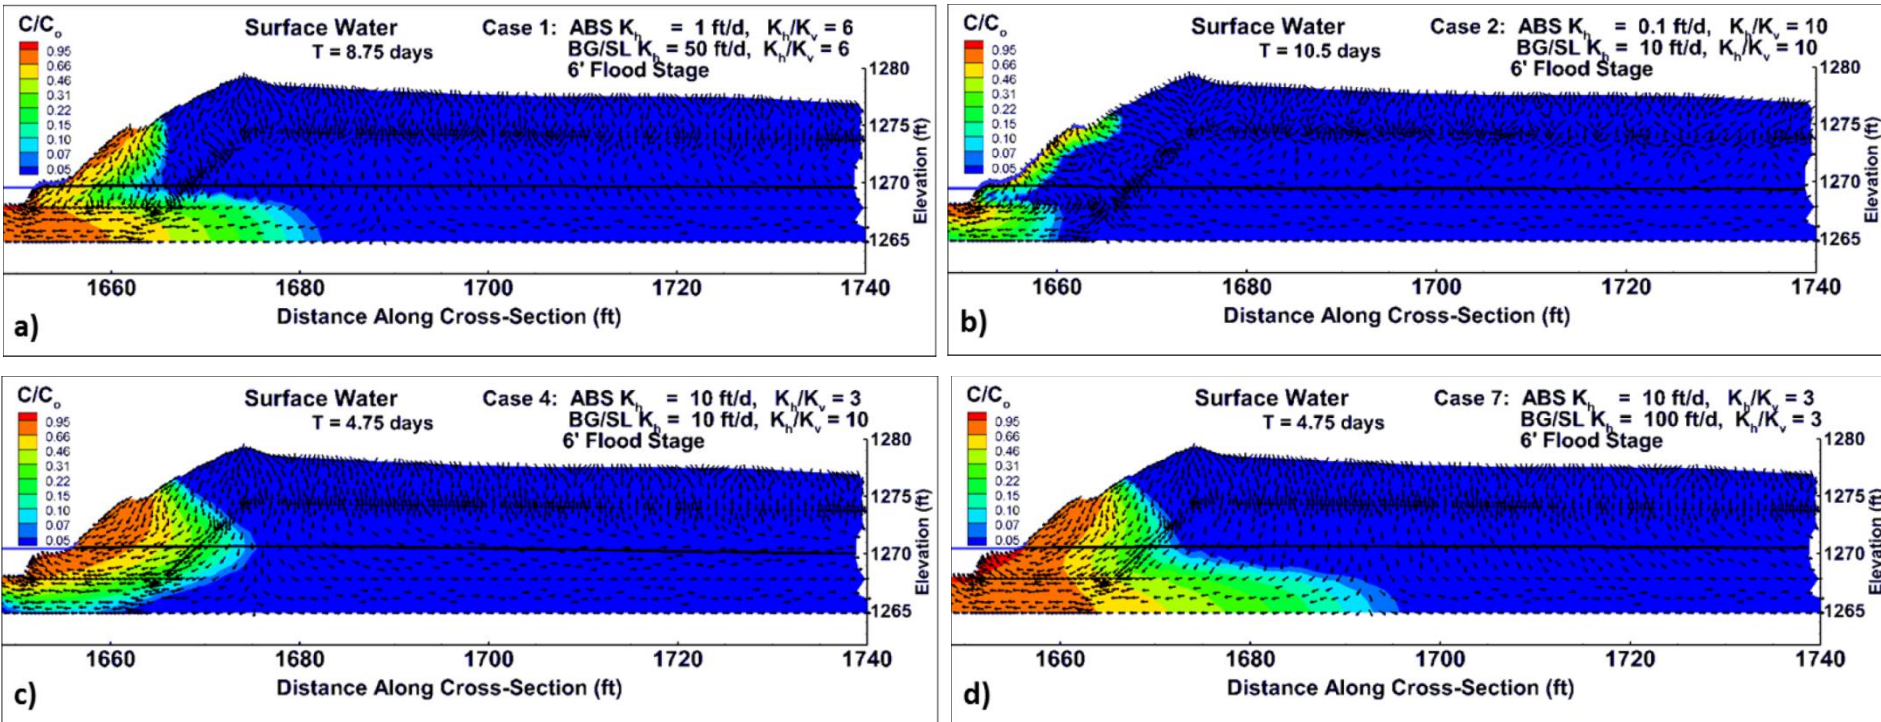 C/Co
0.95
0.66
0.46
0.31
0.22
0.15
0.10
0.07
0.05
Surface Water
T = 8.75 days
Case 1: ABS Kh = 1 ft/d, Kh/Kv = 6
BG/SL Kh = 50 ft/d, Kh/Kv = 6
6' Flood Stage
1280
1275
1270
1265
Elevation (ft)
1660
1680
1700
1720
1740
Distance Along Cross-Section (ft)
a)
C/Co
0.95
0.66
0.46
0.31
0.22
0.15
0.10
0.07
0.05
Surface Water
T = 10.5 days
Case 2: ABS Kh = 0.1 ft/d, Kh/Kv = 10
BG/SL Kh = 10 ft/d, Kh/Kv = 10
6' Flood Stage
1280
1275
1270
1265
Elevation (ft)
1660
1680
1700
1720
1740
Distance Along Cross-Section (ft)
b)
C/Co
0.95
0.66
0.46
0.31
0.22
0.15
0.10
0.07
0.05
Surface Water
T = 4.75 days
Case 4: ABS Kh = 10 ft/d, Kh/Kv = 3
BG/SL Kh = 10 ft/d, Kh/Kv = 10
6' Flood Stage
1280
1275
1270
1265
Elevation (ft)
1660
1680
1700
1720
1740
Distance Along Cross-Section (ft)
c)
C/Co
0.95
0.66
0.46
0.31
0.22
0.15
0.10
0.07
0.05
Surface Water
T = 4.75 days
Case 7: ABS Kh = 10 ft/d, Kh/Kv = 3
BG/SL Kh = 100 ft/d, Kh/Kv = 3
6' Flood Stage
1280
1275
1270
1265
Elevation (ft)
1660
1680
1700
1720
1740
Distance Along Cross-Section (ft)
d)